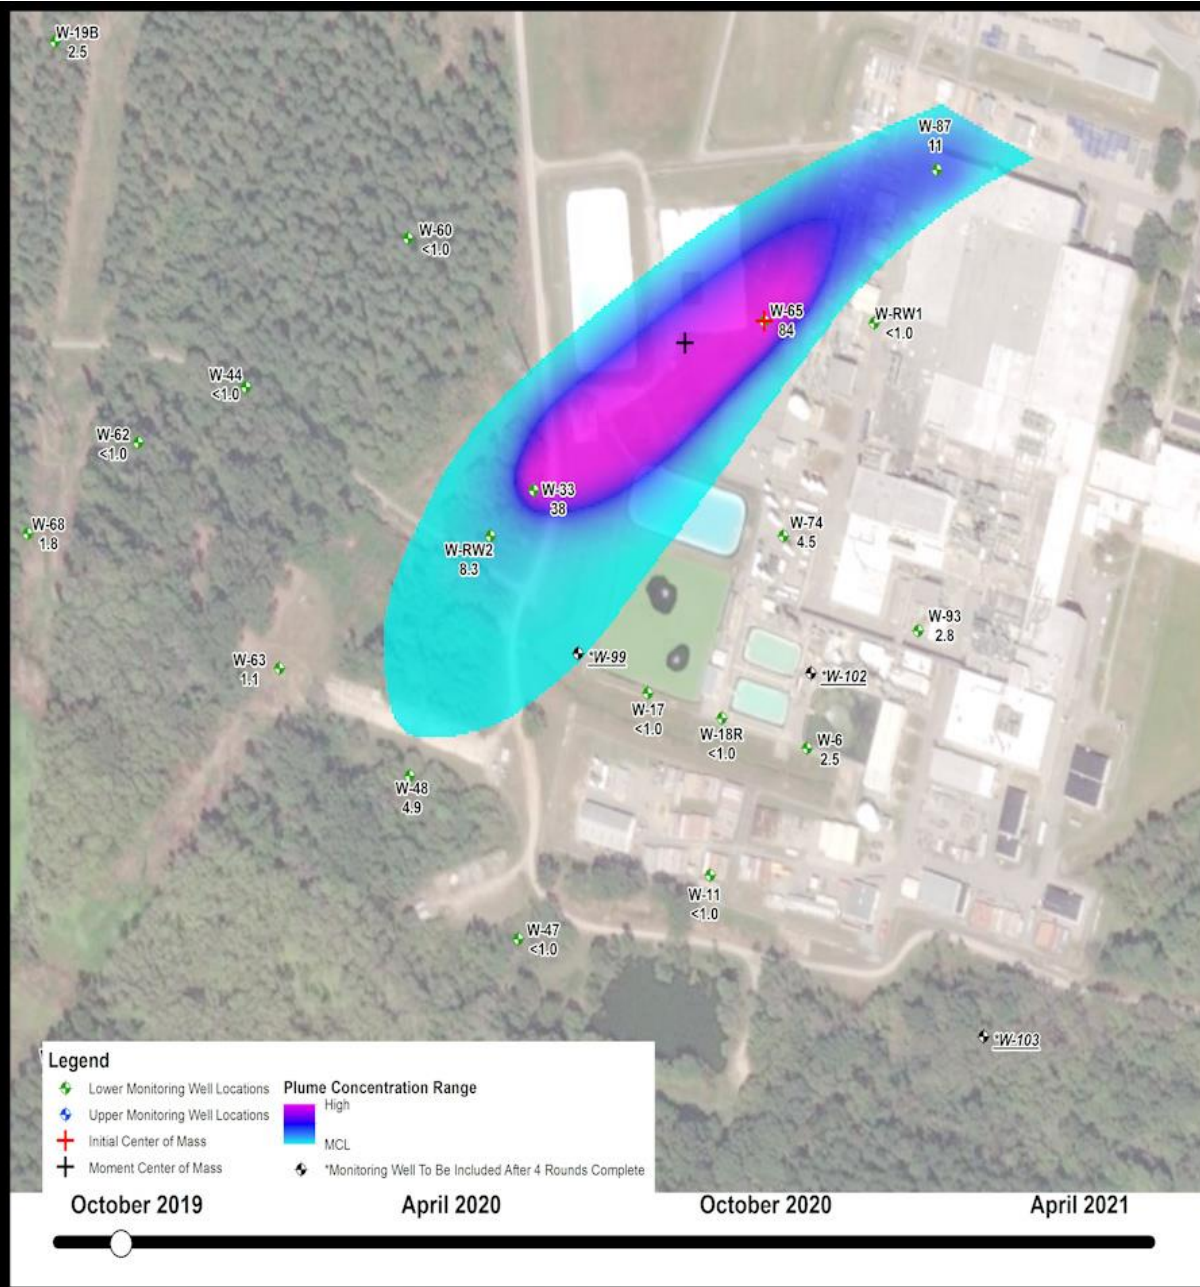 W-19B
2.5
W-87
11
W-60
<1.0
W-65
84
W-RW1
<1.0
W-44
<1.0
W-62
<1.0
W-33
38
W-68
1.8
W-RW2
8.3
W-74
4.5
W-93
2.8
*W-99
W-63
1.1
*W-102
W-17
<1.0
W-18R
<1.0
W-6
2.5
W-48
4.9
W-11
<1.0
W-47
<1.0
*W-103
Legend
Lower Monitoring Well Locations
Upper Monitoring Well Locations
Initial Center of Mass
Moment Center of Mass
Plume Concentration Range
High
MCL
*Monitoring Well To Be Included After 4 Rounds Complete
October 2019
April 2020
October 2020
April 2021